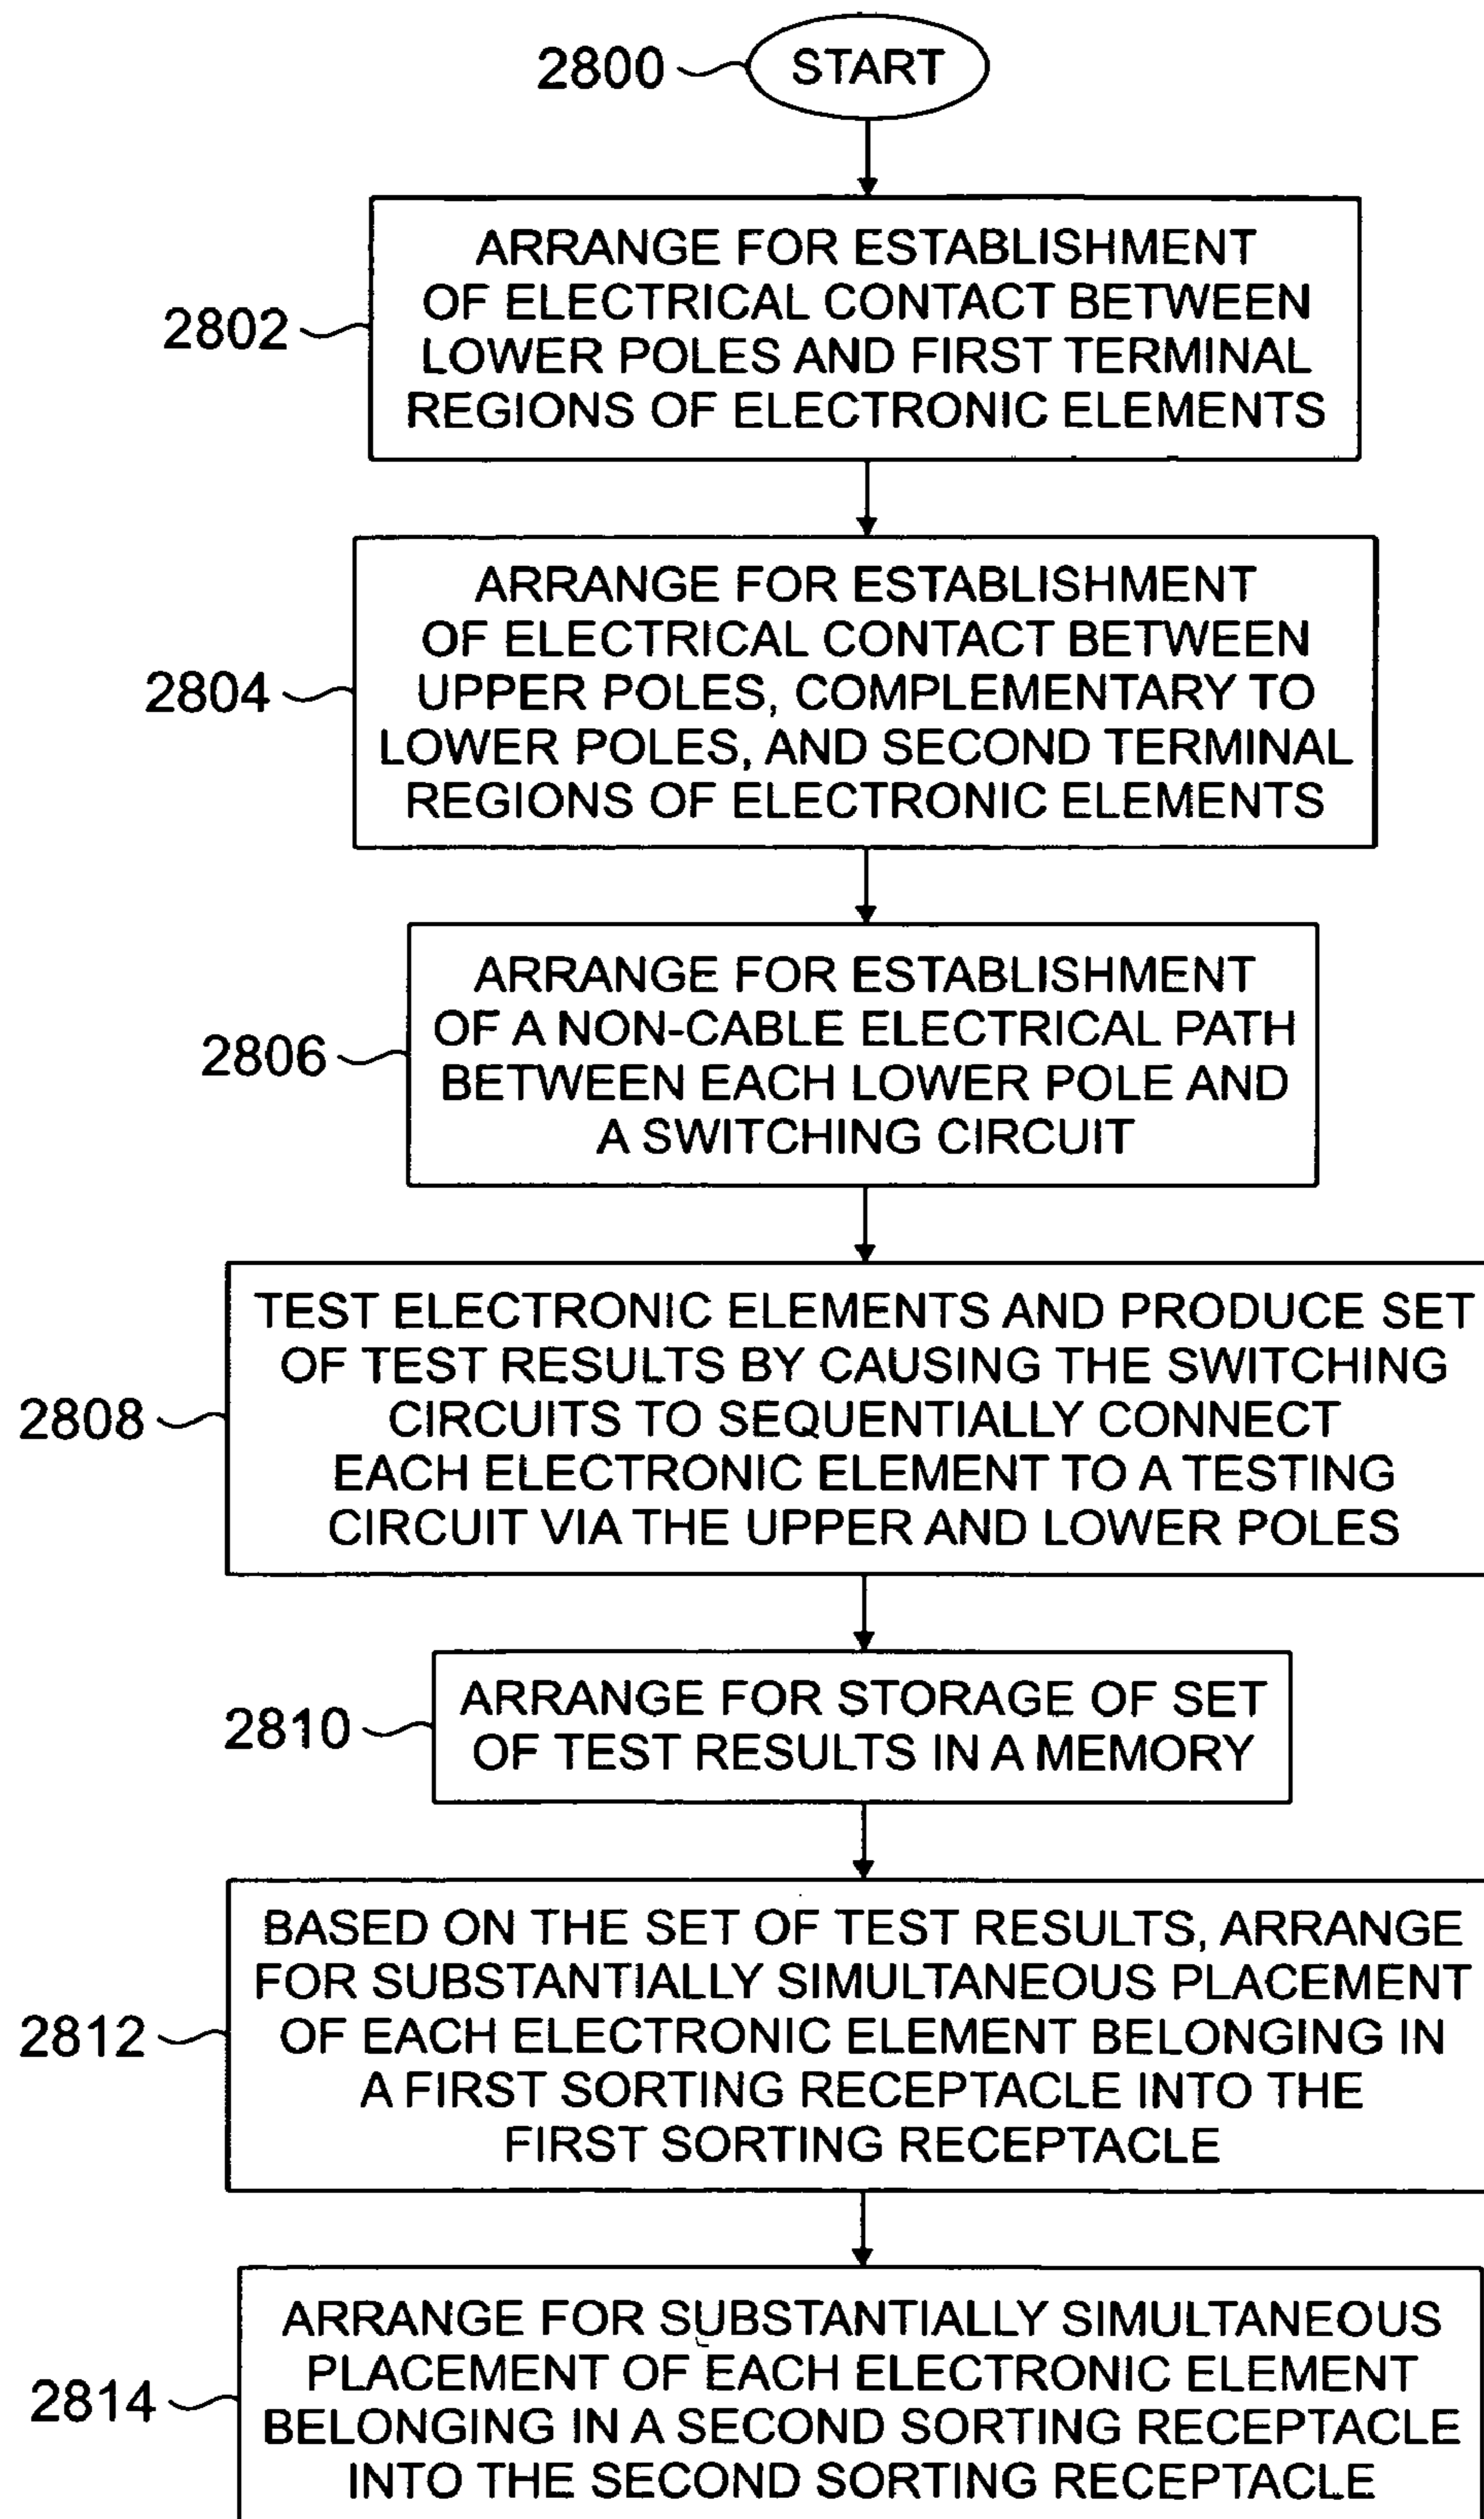 2800
START
2802
ARRANGE FOR ESTABLISHMENT
OF ELECTRICAL CONTACT BETWEEN
LOWER POLES AND FIRST TERMINAL
REGIONS OF ELECTRONIC ELEMENTS
2804
ARRANGE FOR ESTABLISHMENT
OF ELECTRICAL CONTACT BETWEEN
UPPER POLES, COMPLEMENTARY TO
LOWER POLES, AND SECOND TERMINAL
REGIONS OF ELECTRONIC ELEMENTS
2806
ARRANGE FOR ESTABLISHMENT
OF A NON-CABLE ELECTRICAL PATH
BETWEEN EACH LOWER POLE AND
A SWITCHING CIRCUIT
2808
TEST ELECTRONIC ELEMENTS AND PRODUCE SET
OF TEST RESULTS BY CAUSING THE SWITCHING
CIRCUITS TO SEQUENTIALLY CONNECT
EACH ELECTRONIC ELEMENT TO A TESTING
CIRCUIT VIA THE UPPER AND LOWER POLES
2810
ARRANGE FOR STORAGE OF SET
OF TEST RESULTS IN A MEMORY
2812
BASED ON THE SET OF TEST RESULTS, ARRANGE
FOR SUBSTANTIALLY SIMULTANEOUS PLACEMENT
OF EACH ELECTRONIC ELEMENT BELONGING IN
A FIRST SORTING RECEPTACLE INTO THE
FIRST SORTING RECEPTACLE
2814
ARRANGE FOR SUBSTANTIALLY SIMULTANEOUS
PLACEMENT OF EACH ELECTRONIC ELEMENT
BELONGING IN A SECOND SORTING RECEPTACLE
INTO THE SECOND SORTING RECEPTACLE